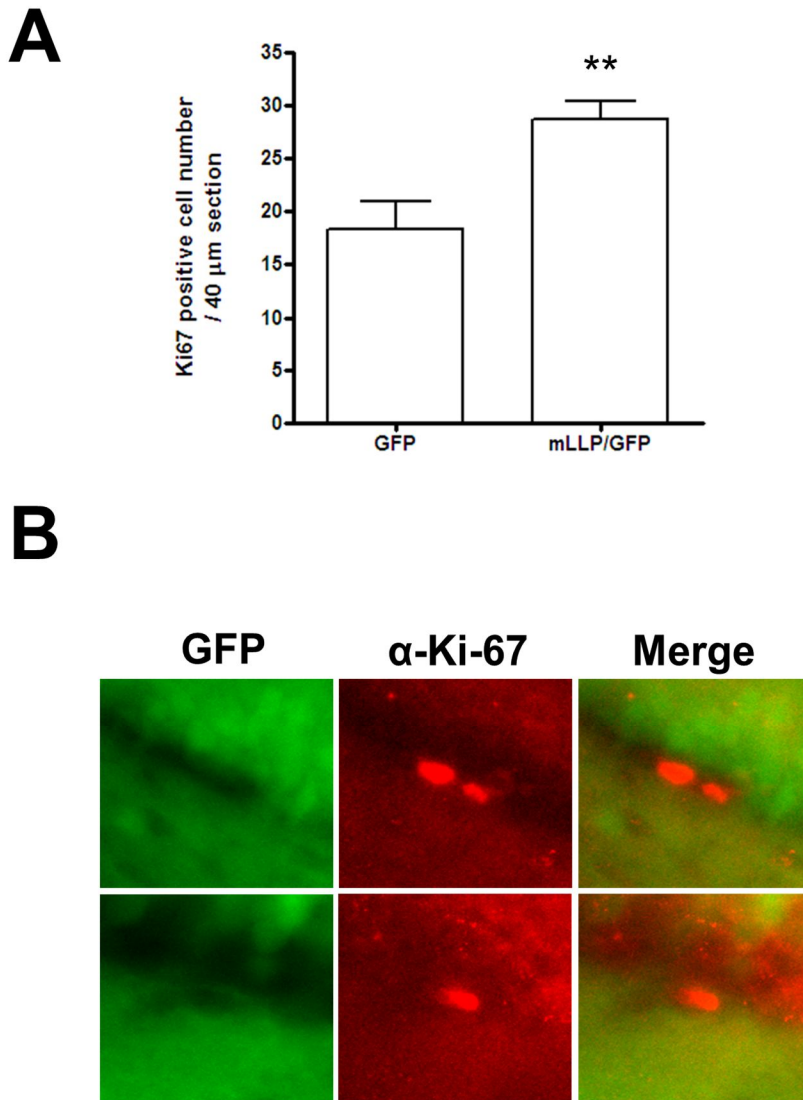 A
35
30
25
20
15
10
5
0
Ki67 positive cell number
/ 40 μm section
**
GFP
mLLP/GFP
B
GFP
α-Ki-67
Merge